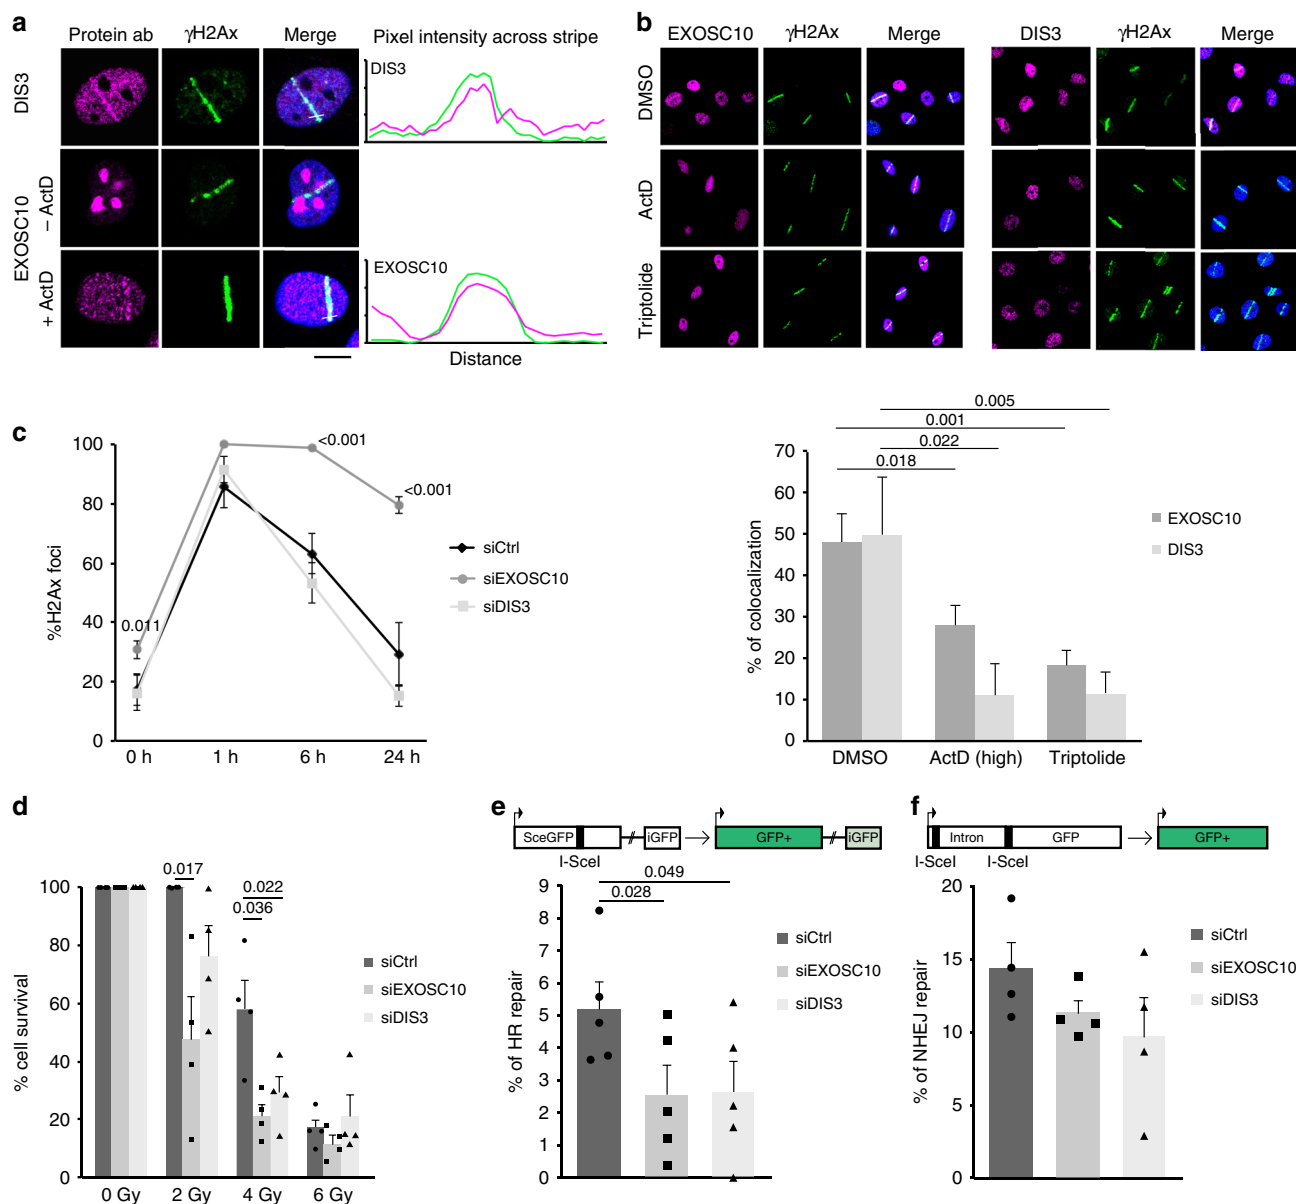 a
Protein ab
γH2Ax
Merge
Pixel intensity across stripe
DIS3
DIS3
EXOSC10
– ActD
+ ActD
EXOSC10
Distance
b
EXOSC10
γH2Ax
Merge
DIS3
γH2Ax
Merge
DMSO
ActD
Triptolide
c
%H2Ax foci
100
80
60
40
20
0
0 h
1 h
6 h
24 h
0.011
<0.001
<0.001
siCtrl
siEXOSC10
siDIS3
% of colocalization
70
60
50
40
30
20
10
0
0.005
0.001
0.022
0.018
EXOSC10
DIS3
DMSO
ActD (high)
Triptolide
d
% cell survival
100
80
60
40
20
0
0.017
0.022
0.036
0 Gy
2 Gy
4 Gy
6 Gy
siCtrl
siEXOSC10
siDIS3
e
SceGFP
iGFP
GFP+
iGFP
I-SceI
% of HR repair
9
8
7
6
5
4
3
2
1
0
0.049
0.028
siCtrl
siEXOSC10
siDIS3
f
Intron
GFP
GFP+
I-SceI
I-SceI
% of NHEJ repair
20
15
10
5
0
siCtrl
siEXOSC10
siDIS3